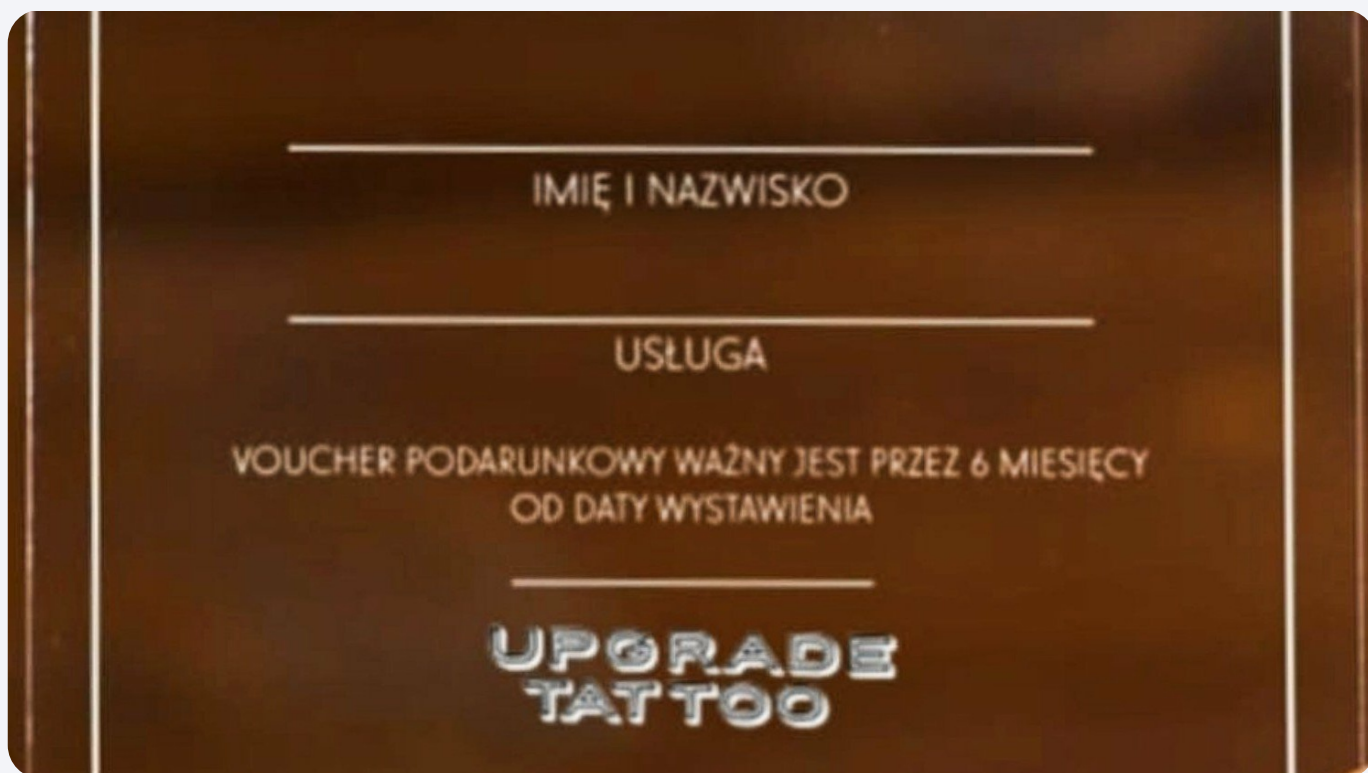 IMIĘ I NAZWISKO
USŁUGA
VOUCHER PODARUNKOWY WAŻNY JEST PRZEZ 6 MIESIĘCY
OD DATY WYSTAWIENIA
UPGRADE
TATTOO